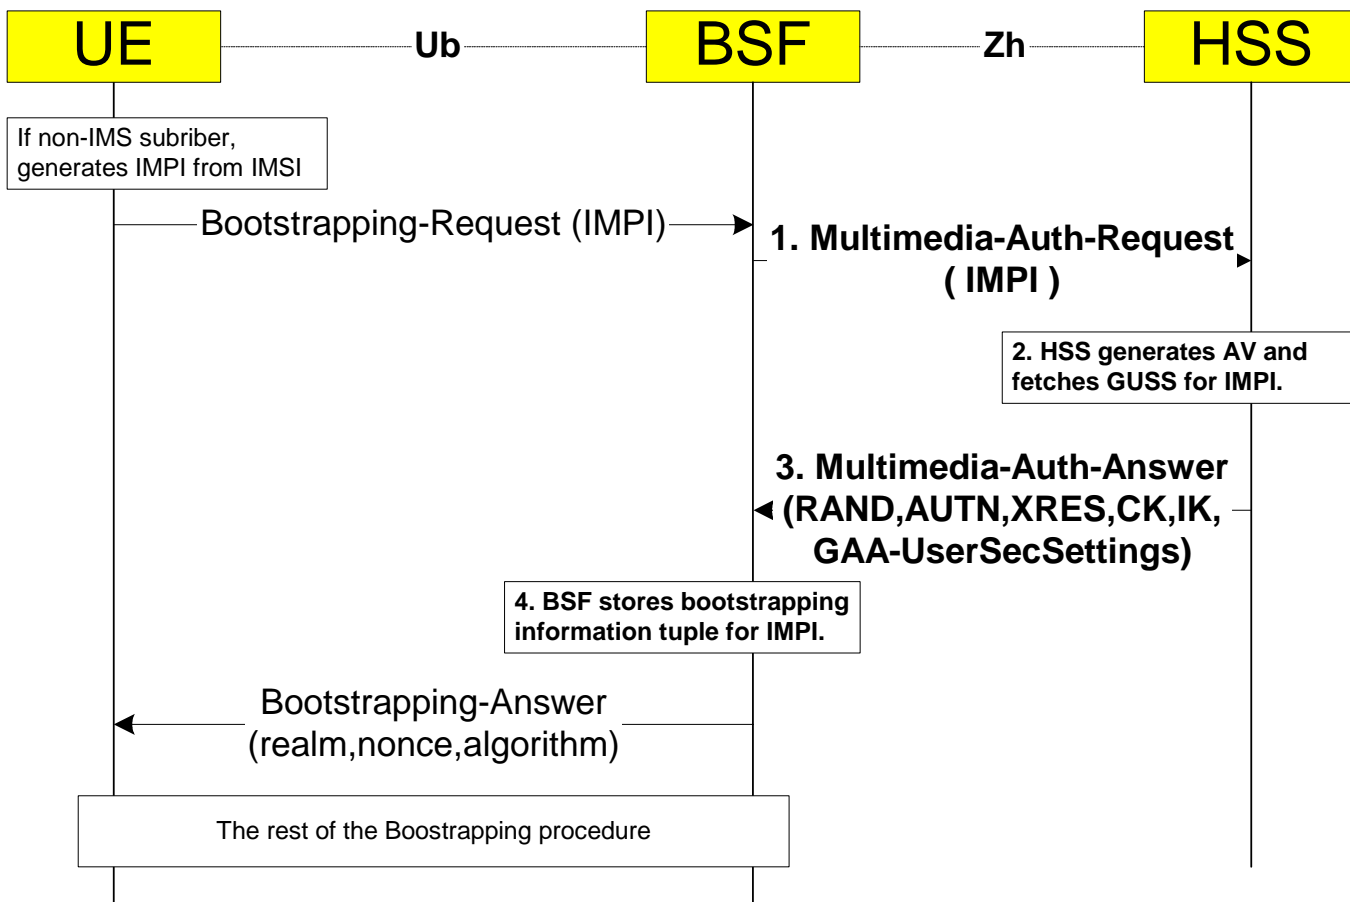 UE
Ub
BSF
Zh
HSS
If non-IMS subriber,
generates IMPI from IMSI
Bootstrapping-Request (IMPI)
1. Multimedia-Auth-Request
( IMPI )
2. HSS generates AV and
fetches GUSS for IMPI.
3. Multimedia-Auth-Answer
(RAND,AUTN,XRES,CK,IK,
GAA-UserSecSettings)
4. BSF stores bootstrapping
information tuple for IMPI.
Bootstrapping-Answer
(realm,nonce,algorithm)
The rest of the Boostrapping procedure